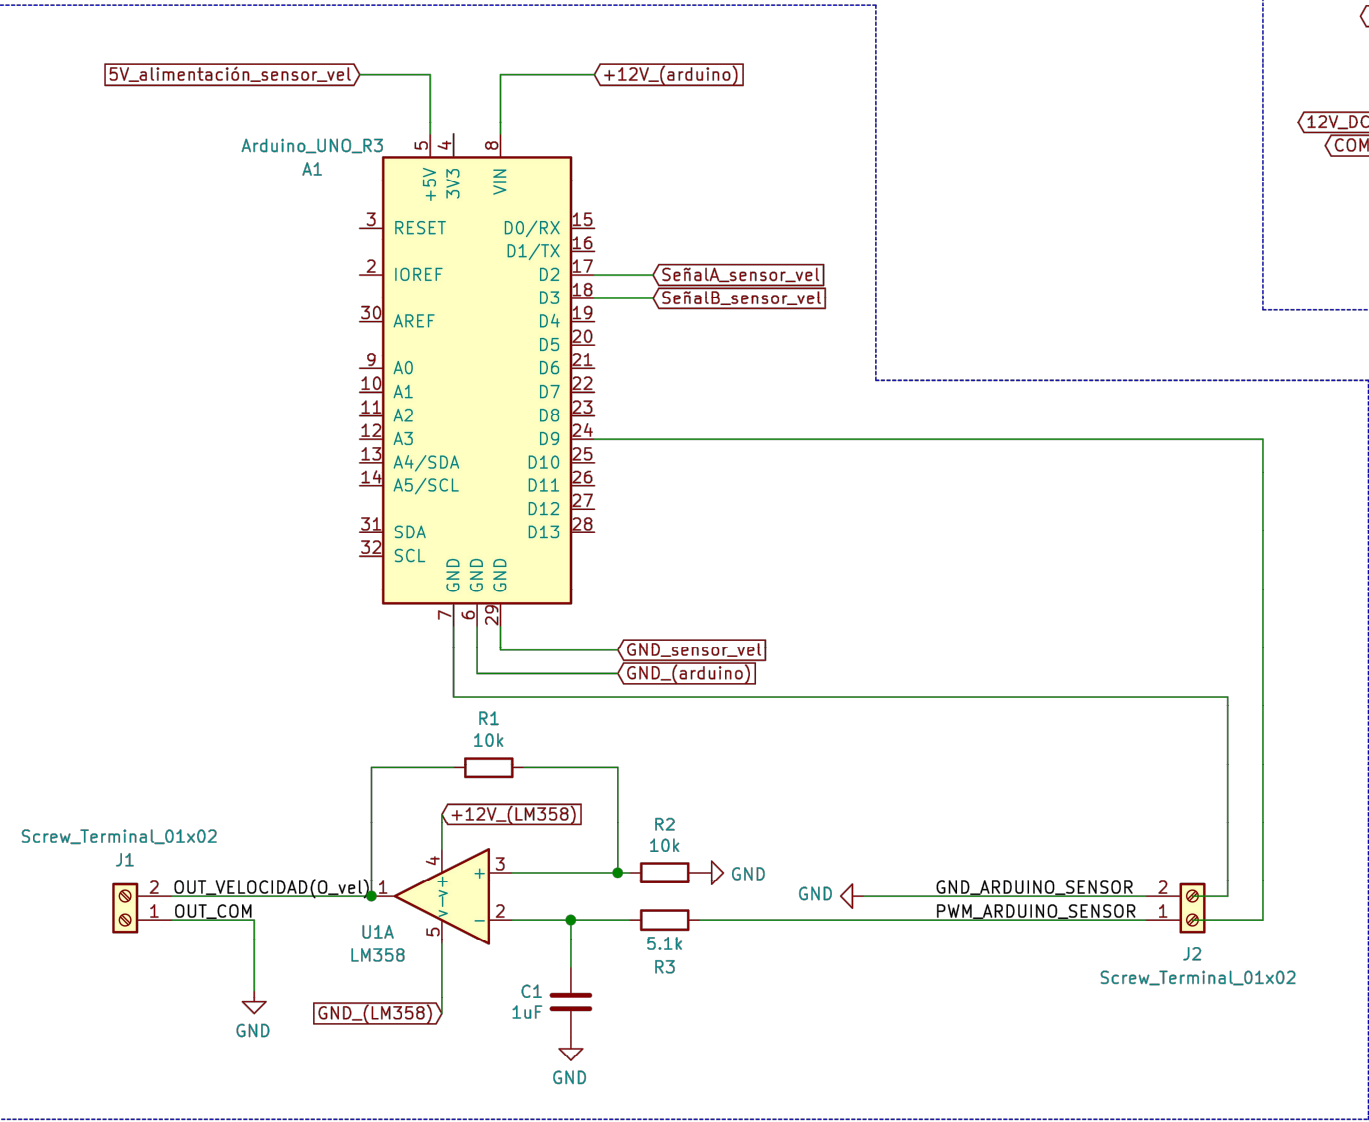 5V_alimentación_sensor_vel
+12V_(arduino)
12V_DC
COM
Arduino_UNO_R3
A1
5
4
8
+5V
3V3
VIN
3
RESET
D0/RX
15
D1/TX
16
2
IOREF
D2
17
SeñalA_sensor_vel
D3
18
SeñalB_sensor_vel
30
AREF
D4
19
D5
20
9
A0
D6
21
10
A1
D7
22
11
A2
D8
23
12
A3
D9
24
13
A4/SDA
D10
25
14
A5/SCL
D11
26
D12
27
31
SDA
D13
28
32
SCL
GND
GND
GND
7
6
29
GND_sensor_vel
GND_(arduino)
R1
10k
+12V_(LM358)
Screw_Terminal_01x02
J1
R2
10k
4
3
+
V+
GND
2
OUT_VELOCIDAD(O_vel)
1
GND
GND_ARDUINO_SENSOR
2
1
OUT_COM
V-
2
-
PWM_ARDUINO_SENSOR
1
5
U1A
LM358
5.1k
R3
J2
Screw_Terminal_01x02
C1
1uF
GND_(LM358)
GND
GND